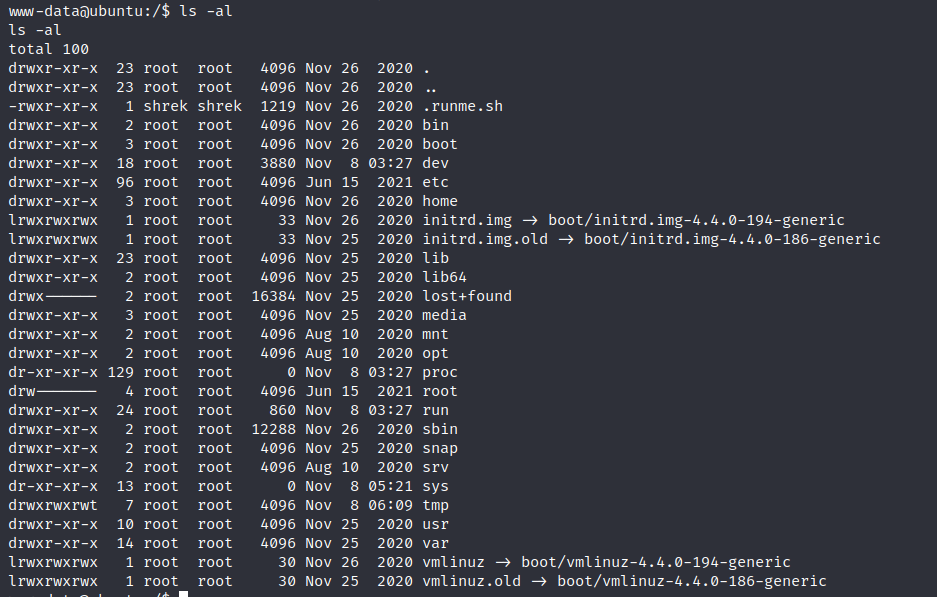 www-data@ubuntu:/$ ls -al
ls -al
total 100
drwxr-xr-x  23 root  root   4096 Nov 26  2020 .
drwxr-xr-x  23 root  root   4096 Nov 26  2020 ..
-rwxr-xr-x   1 shrek shrek  1219 Nov 26  2020 .runme.sh
drwxr-xr-x   2 root  root   4096 Nov 26  2020 bin
drwxr-xr-x   3 root  root   4096 Nov 26  2020 boot
drwxr-xr-x  18 root  root   3880 Nov  8 03:27 dev
drwxr-xr-x  96 root  root   4096 Jun 15  2021 etc
drwxr-xr-x   3 root  root   4096 Nov 26  2020 home
lrwxrwxrwx   1 root  root     33 Nov 26  2020 initrd.img -> boot/initrd.img-4.4.0-194-generic
lrwxrwxrwx   1 root  root     33 Nov 25  2020 initrd.img.old -> boot/initrd.img-4.4.0-186-generic
drwxr-xr-x  23 root  root   4096 Nov 25  2020 lib
drwxr-xr-x   2 root  root   4096 Nov 25  2020 lib64
drwx------   2 root  root  16384 Nov 25  2020 lost+found
drwxr-xr-x   3 root  root   4096 Nov 25  2020 media
drwxr-xr-x   2 root  root   4096 Aug 10  2020 mnt
drwxr-xr-x   2 root  root   4096 Aug 10  2020 opt
dr-xr-xr-x 129 root  root      0 Nov  8 03:27 proc
drw-------   4 root  root   4096 Jun 15  2021 root
drwxr-xr-x  24 root  root    860 Nov  8 03:27 run
drwxr-xr-x   2 root  root  12288 Nov 26  2020 sbin
drwxr-xr-x   2 root  root   4096 Nov 25  2020 snap
drwxr-xr-x   2 root  root   4096 Aug 10  2020 srv
dr-xr-xr-x  13 root  root      0 Nov  8 05:21 sys
drwxrwxrwt   7 root  root   4096 Nov  8 06:09 tmp
drwxr-xr-x  10 root  root   4096 Nov 25  2020 usr
drwxr-xr-x  14 root  root   4096 Nov 25  2020 var
lrwxrwxrwx   1 root  root     30 Nov 26  2020 vmlinuz -> boot/vmlinuz-4.4.0-194-generic
lrwxrwxrwx   1 root  root     30 Nov 25  2020 vmlinuz.old -> boot/vmlinuz-4.4.0-186-generic